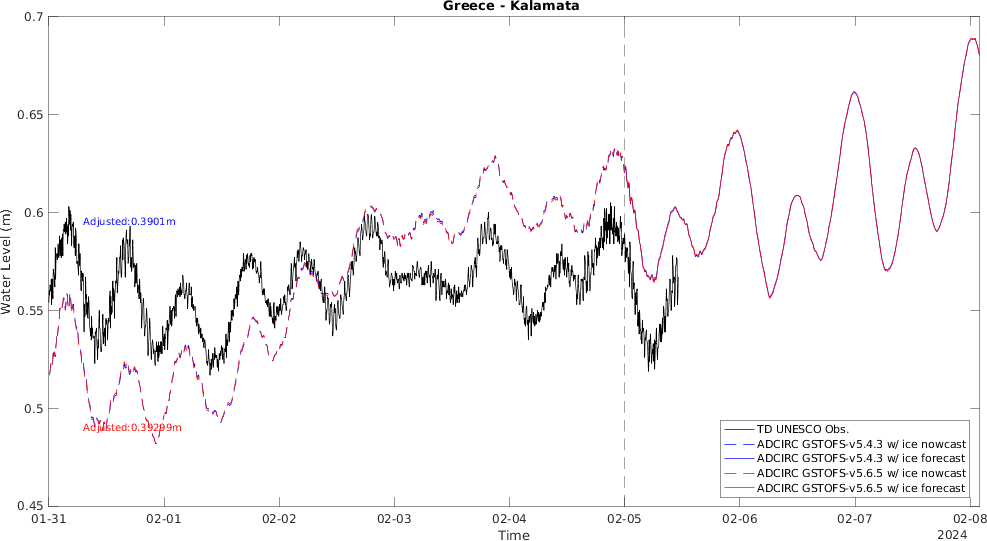 Greece - Kalamata
Water Level (m)
0.7
0.65
0.6
0.55
0.5
0.45
Adjusted:0.3901m
Adjusted:0.39299m
TD UNESCO Obs.
ADCIRC GSTOFS-v5.4.3 w/ ice nowcast
ADCIRC GSTOFS-v5.4.3 w/ ice forecast
ADCIRC GSTOFS-v5.6.5 w/ ice nowcast
ADCIRC GSTOFS-v5.6.5 w/ ice forecast
01-31 02-01 02-02 02-03 02-04 02-05 02-06 02-07 02-08
Time
2024